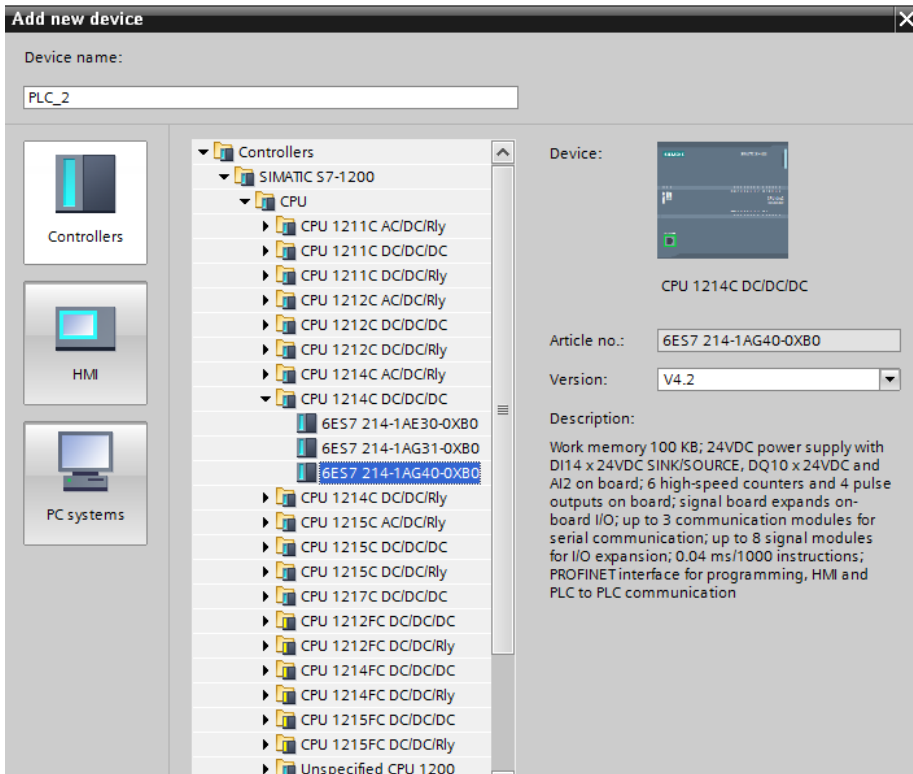 Add new device
Device name:
PLC_2
Controllers
HMI
PC systems
Controllers
SIMATIC S7-1200
CPU
CPU 1211C AC/DC/Rly
CPU 1211C DC/DC/DC
CPU 1211C DC/DC/Rly
CPU 1212C AC/DC/Rly
CPU 1212C DC/DC/DC
CPU 1212C DC/DC/Rly
CPU 1214C AC/DC/Rly
CPU 1214C DC/DC/DC
6ES7 214-1AE30-0XB0
6ES7 214-1AG31-0XB0
6ES7 214-1AG40-0XB0
CPU 1214C DC/DC/Rly
CPU 1215C AC/DC/Rly
CPU 1215C DC/DC/DC
CPU 1215C DC/DC/Rly
CPU 1217C DC/DC/DC
CPU 1212FC DC/DC/DC
CPU 1212FC DC/DC/Rly
CPU 1214FC DC/DC/DC
CPU 1214FC DC/DC/Rly
CPU 1215FC DC/DC/DC
CPU 1215FC DC/DC/Rly
Unspecified CPU 1200
Device:
CPU 1214C DC/DC/DC
Article no.:
6ES7 214-1AG40-0XB0
Version:
V4.2
Description:
Work memory 100 KB; 24VDC power supply with
DI14 x 24VDC SINK/SOURCE, DQ10 x 24VDC and
AI2 on board; 6 high-speed counters and 4 pulse
outputs on board; signal board expands on-
board I/O; up to 3 communication modules for
serial communication; up to 8 signal modules
for I/O expansion; 0.04 ms/1000 instructions;
PROFINET interface for programming, HMI and
PLC to PLC communication